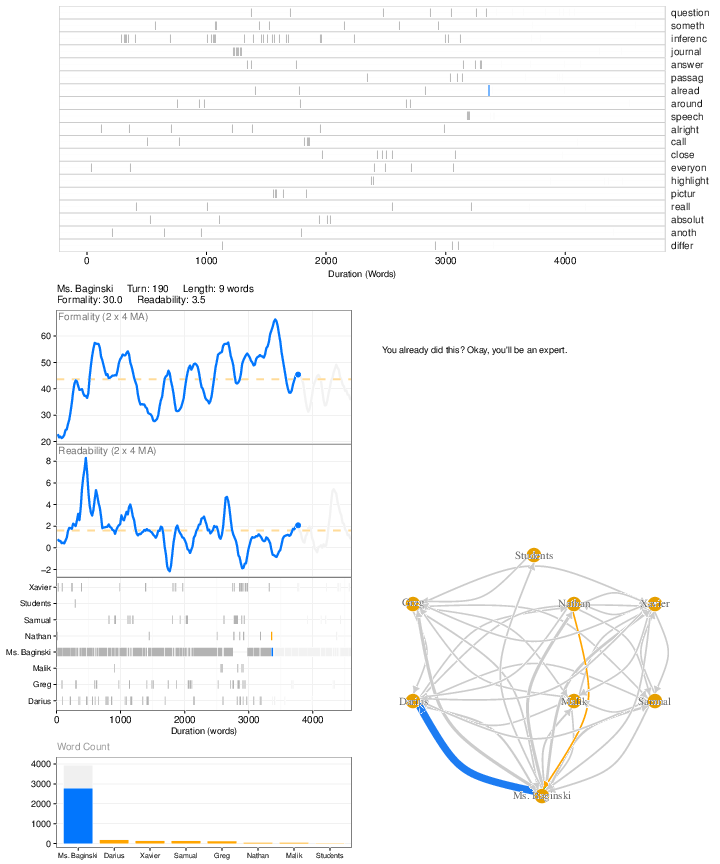 question
someth
inferenc
journal
answer
passag
alread
around
speech
alright
call
close
everyon
highlight
pictur
reall
absolut
anoth
differ
0 1000 2000 3000 4000
Duration (Words)
Ms. Baginski Turn: 190 Length: 9 words
Formality: 30.0 Readability: 3.5
Formality (2 x 4 MA)
60
50
40
30
20
You already did this? Okay, you'll be an expert.
Readability (2 x 4 MA)
8
6
4
2
0
−2
Xavier
Students
Samual
Nathan
Ms. Baginski
Malik
Greg
Darius
0 1000 2000 3000 4000
Duration (words)
Students
Greg Nathan Xavier
Darius Malik Samual
Ms. Baginski
Word Count
4000
3000
2000
1000
0
Ms. Baginski Darius Xavier Samual Greg Nathan Malik Students